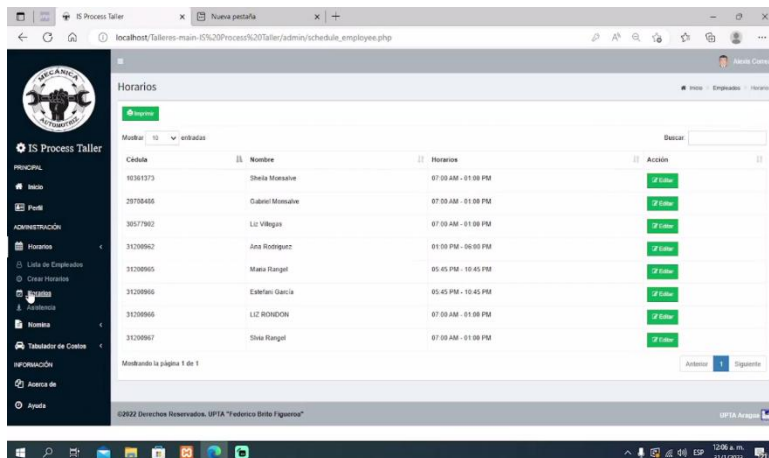 IS Process Taller
Nueva pestaña
localhost/Talleres-main-IS%20Process%20Taller/admin/schedule_employee.php
MECÁNICA
AUTOMOTRIZ
IS Process Taller
PRINCIPAL
Inicio
Perfil
ADMINISTRACIÓN
Horarios
Lista de Empleados
Crear Horarios
Horarios
Asistencia
Nomina
Tabulador de Costos
INFORMACIÓN
Acerca de
Ayuda
Alexis
Horarios
Inicio > Empleados > Horarios
Imprimir
Mostrar 10 entradas
Buscar
Cédula Nombre Horarios Acción
10361373 Sheila Monsalve 07:00 AM - 01:00 PM Editar
20700486 Gabriel Monsalve 07:00 AM - 01:00 PM Editar
30577902 Liz Villegas 07:00 AM - 01:00 PM Editar
31200962 Ana Rodriguez 01:00 PM - 06:00 PM Editar
31200965 Maria Rangel 05:45 PM - 10:45 PM Editar
31200966 Estefani García 05:45 PM - 10:45 PM Editar
31200966 LIZ RONDON 07:00 AM - 01:00 PM Editar
31200967 Silvia Rangel 07:00 AM - 01:00 PM Editar
Mostrando la página 1 de 1
Anterior 1 Siguiente
©2022 Derechos Reservados. UPTA "Federico Brito Figueroa"
UPTA Aragua
ESP
12:06 a. m.